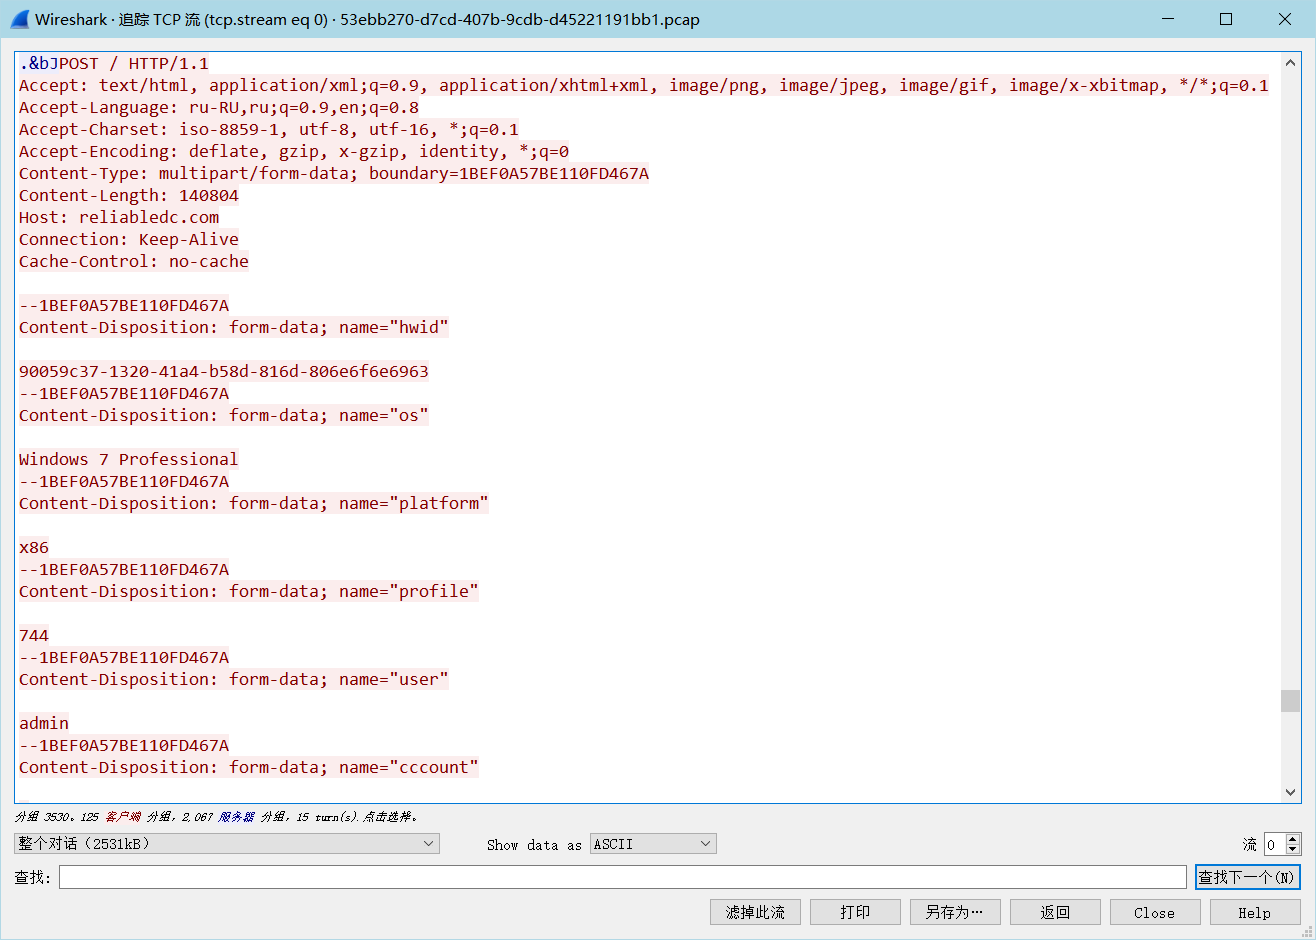 Wireshark · 追踪 TCP 流 (tcp.stream eq 0) · 53ebb270-d7cd-407b-9cdb-d45221191bb1.pcap
.&bJPOST / HTTP/1.1
Accept: text/html, application/xml;q=0.9, application/xhtml+xml, image/png, image/jpeg, image/gif, image/x-xbitmap, */*;q=0.1
Accept-Language: ru-RU,ru;q=0.9,en;q=0.8
Accept-Charset: iso-8859-1, utf-8, utf-16, *;q=0.1
Accept-Encoding: deflate, gzip, x-gzip, identity, *;q=0
Content-Type: multipart/form-data; boundary=1BEF0A57BE110FD467A
Content-Length: 140804
Host: reliabledc.com
Connection: Keep-Alive
Cache-Control: no-cache
--1BEF0A57BE110FD467A
Content-Disposition: form-data; name="hwid"
90059c37-1320-41a4-b58d-816d-806e6f6e6963
--1BEF0A57BE110FD467A
Content-Disposition: form-data; name="os"
Windows 7 Professional
--1BEF0A57BE110FD467A
Content-Disposition: form-data; name="platform"
x86
--1BEF0A57BE110FD467A
Content-Disposition: form-data; name="profile"
744
--1BEF0A57BE110FD467A
Content-Disposition: form-data; name="user"
admin
--1BEF0A57BE110FD467A
Content-Disposition: form-data; name="cccount"
分组 3530。125 客户端 分组，2,067 服务器 分组，15 turn(s).点击选择。
整个对话（2531kB）
Show data as ASCII
流 0
查找:
查找下一个(N)
滤掉此流
打印
另存为…
返回
Close
Help